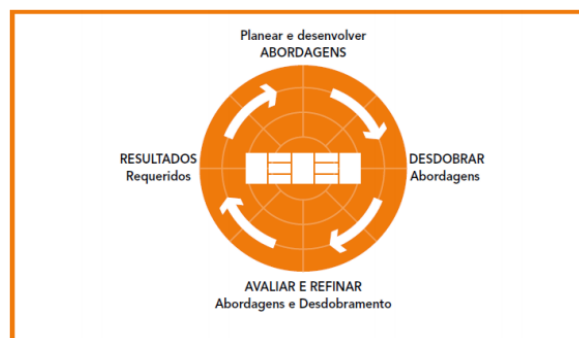 Planear e desenvolver
ABORDAGENS
RESULTADOS
Requeridos
DESDOBRAR
Abordagens
AVALIAR E REFINAR
Abordagens e Desdobramento